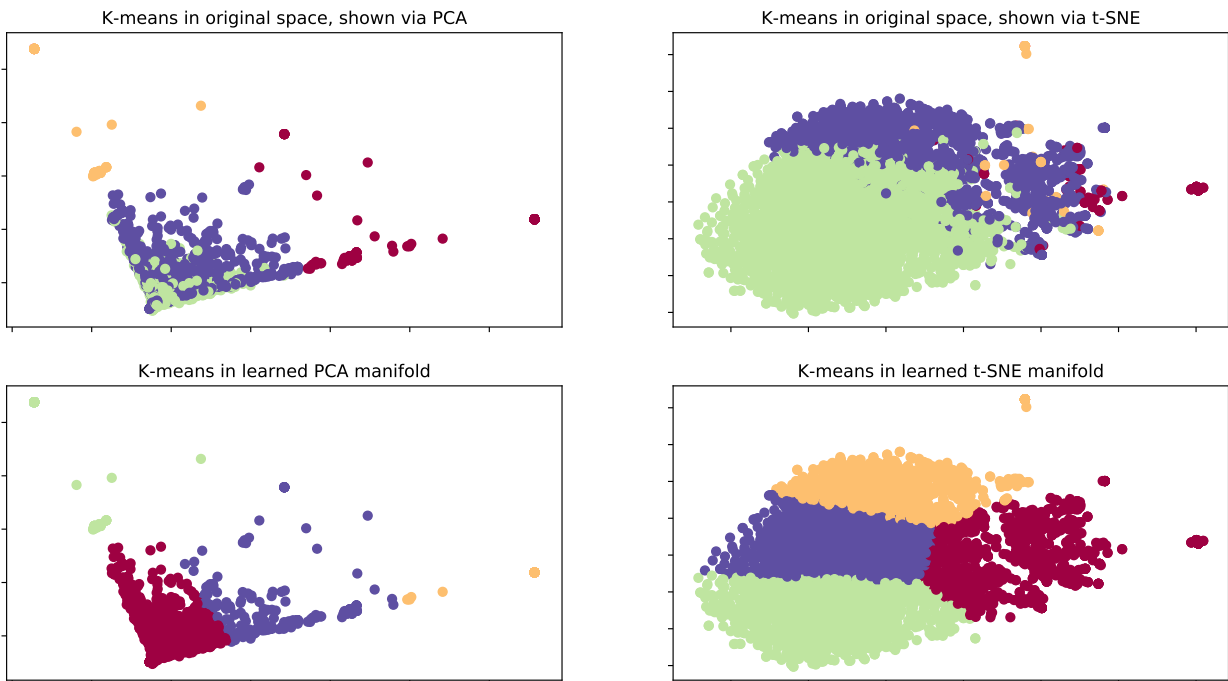 K-means in original space, shown via PCA
K-means in original space, shown via t-SNE
K-means in learned PCA manifold
K-means in learned t-SNE manifold